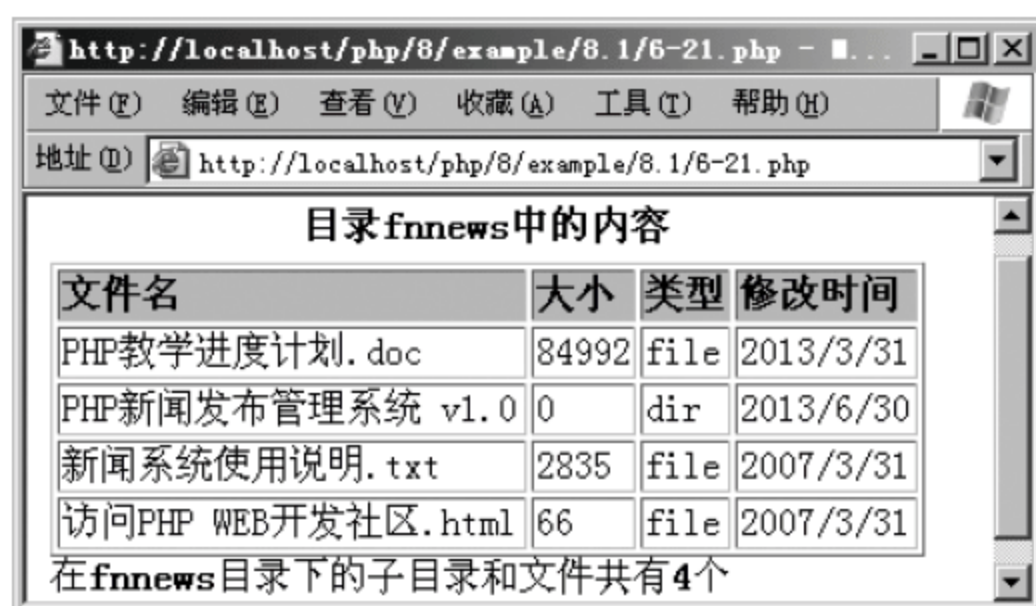 http://localhost/php/8/example/8.1/6-21.php - ...
文件(F) 编辑(E) 查看(V) 收藏(A) 工具(T) 帮助(H)
地址(D) http://localhost/php/8/example/8.1/6-21.php
目录fnnews中的内容
文件名 大小 类型 修改时间
PHP教学进度计划.doc 84992 file 2013/3/31
PHP新闻发布管理系统 v1.0 0 dir 2013/6/30
新闻系统使用说明.txt 2835 file 2007/3/31
访问PHP WEB开发社区.html 66 file 2007/3/31
在fnnews目录下的子目录和文件共有4个